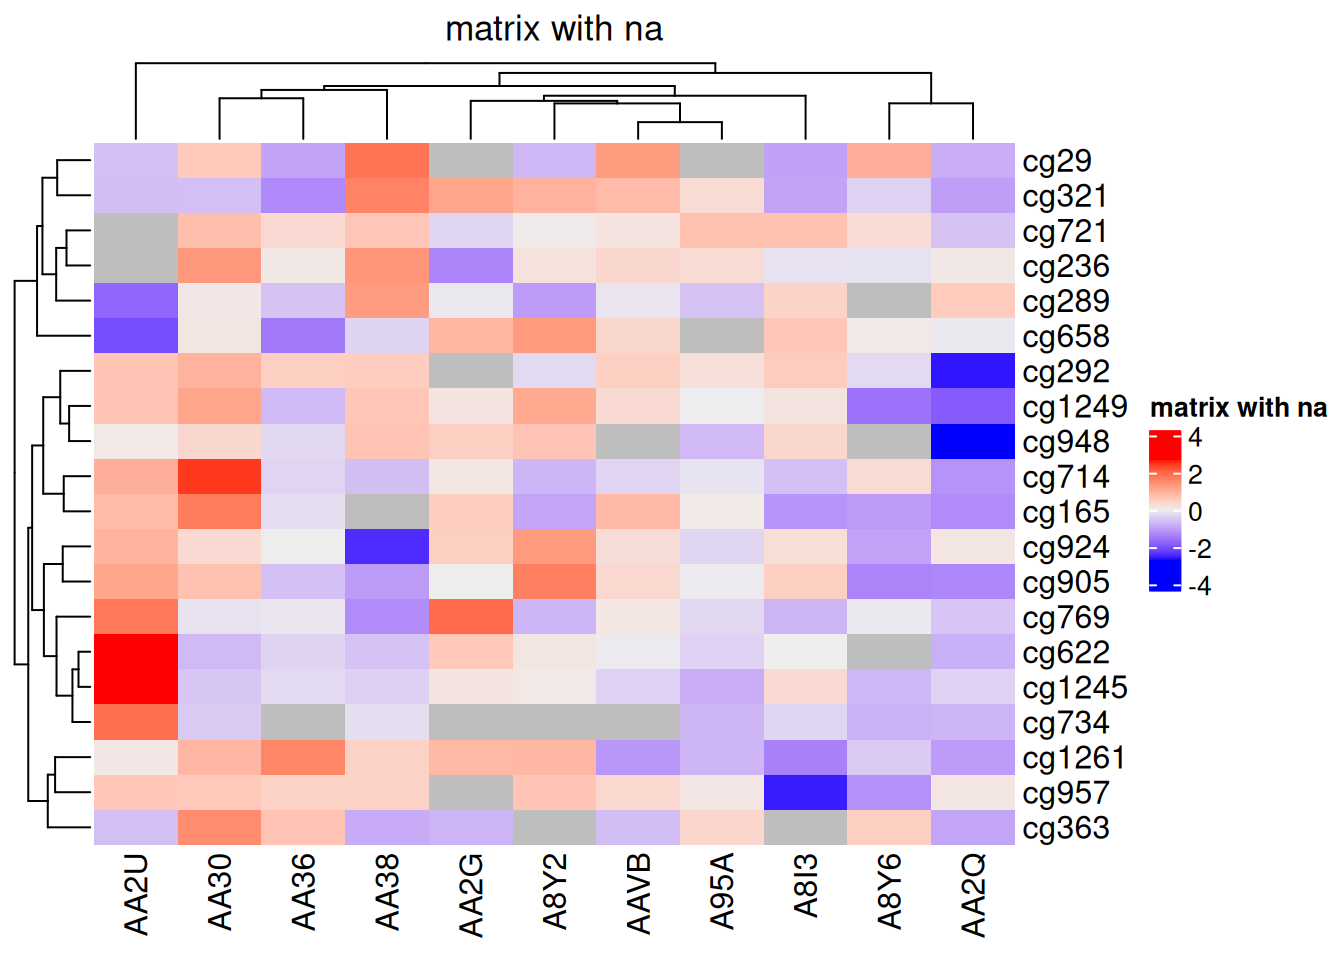 matrix with na
cg29
cg321
cg721
cg236
cg289
cg658
cg292
cg1249
cg948
cg714
cg165
cg924
cg905
cg769
cg622
cg1245
cg734
cg1261
cg957
cg363
AA2U
AA30
AA36
AA38
AA2G
A8Y2
AAVB
A95A
A8I3
A8Y6
AA2Q
matrix with na
4
2
0
-2
-4